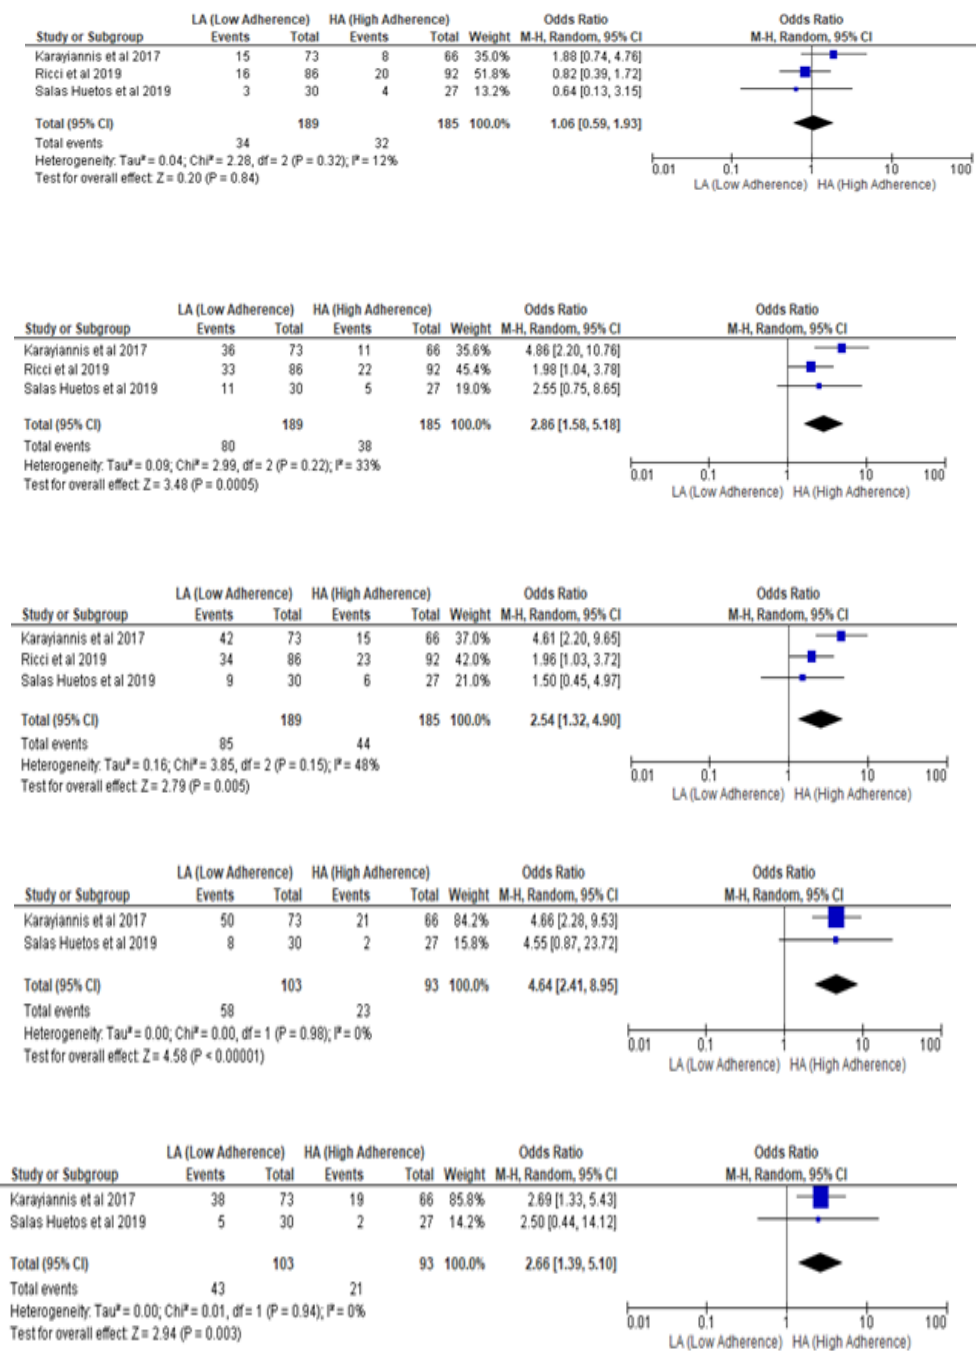 LA (Low Adherence) HA (High Adherence) Odds Ratio Odds Ratio
Study or Subgroup Events Total Events Total Weight M-H, Random, 95% CI M-H, Random, 95% CI
Karayiannis et al 2017 15 73 8 66 35.0% 1.88 [0.74, 4.76]
Ricci et al 2019 16 86 20 92 51.8% 0.82 [0.39, 1.72]
Salas Huetos et al 2019 3 30 4 27 13.2% 0.64 [0.13, 3.15]
Total (95% CI) 189 185 100.0% 1.06 [0.59, 1.93]
Total events 34 32
Heterogeneity: Tau² = 0.04; Chi² = 2.28, df = 2 (P = 0.32); I² = 12%
Test for overall effect: Z = 0.20 (P = 0.84)
0.01 0.1 1 10 100
LA (Low Adherence) HA (High Adherence)
LA (Low Adherence) HA (High Adherence) Odds Ratio Odds Ratio
Study or Subgroup Events Total Events Total Weight M-H, Random, 95% CI M-H, Random, 95% CI
Karayiannis et al 2017 36 73 11 66 35.6% 4.86 [2.20, 10.76]
Ricci et al 2019 33 86 22 92 45.4% 1.98 [1.04, 3.78]
Salas Huetos et al 2019 11 30 5 27 19.0% 2.55 [0.75, 8.65]
Total (95% CI) 189 185 100.0% 2.86 [1.58, 5.18]
Total events 80 38
Heterogeneity: Tau² = 0.09; Chi² = 2.99, df = 2 (P = 0.22); I² = 33%
Test for overall effect: Z = 3.48 (P = 0.0005)
0.01 0.1 1 10 100
LA (Low Adherence) HA (High Adherence)
LA (Low Adherence) HA (High Adherence) Odds Ratio Odds Ratio
Study or Subgroup Events Total Events Total Weight M-H, Random, 95% CI M-H, Random, 95% CI
Karayiannis et al 2017 42 73 15 66 37.0% 4.61 [2.20, 9.65]
Ricci et al 2019 34 86 23 92 42.0% 1.96 [1.03, 3.72]
Salas Huetos et al 2019 9 30 6 27 21.0% 1.50 [0.45, 4.97]
Total (95% CI) 189 185 100.0% 2.54 [1.32, 4.90]
Total events 85 44
Heterogeneity: Tau² = 0.16; Chi² = 3.85, df = 2 (P = 0.15); I² = 48%
Test for overall effect: Z = 2.79 (P = 0.005)
0.01 0.1 1 10 100
LA (Low Adherence) HA (High Adherence)
LA (Low Adherence) HA (High Adherence) Odds Ratio Odds Ratio
Study or Subgroup Events Total Events Total Weight M-H, Random, 95% CI M-H, Random, 95% CI
Karayiannis et al 2017 50 73 21 66 84.2% 4.66 [2.28, 9.53]
Salas Huetos et al 2019 8 30 2 27 15.8% 4.55 [0.87, 23.72]
Total (95% CI) 103 93 100.0% 4.64 [2.41, 8.95]
Total events 58 23
Heterogeneity: Tau² = 0.00; Chi² = 0.00, df = 1 (P = 0.98); I² = 0%
Test for overall effect: Z = 4.58 (P < 0.00001)
0.01 0.1 1 10 100
LA (Low Adherence) HA (High Adherence)
LA (Low Adherence) HA (High Adherence) Odds Ratio Odds Ratio
Study or Subgroup Events Total Events Total Weight M-H, Random, 95% CI M-H, Random, 95% CI
Karayiannis et al 2017 38 73 19 66 85.8% 2.69 [1.33, 5.43]
Salas Huetos et al 2019 5 30 2 27 14.2% 2.50 [0.44, 14.12]
Total (95% CI) 103 93 100.0% 2.66 [1.39, 5.10]
Total events 43 21
Heterogeneity: Tau² = 0.00; Chi² = 0.01, df = 1 (P = 0.94); I² = 0%
Test for overall effect: Z = 2.94 (P = 0.003)
0.01 0.1 1 10 100
LA (Low Adherence) HA (High Adherence)